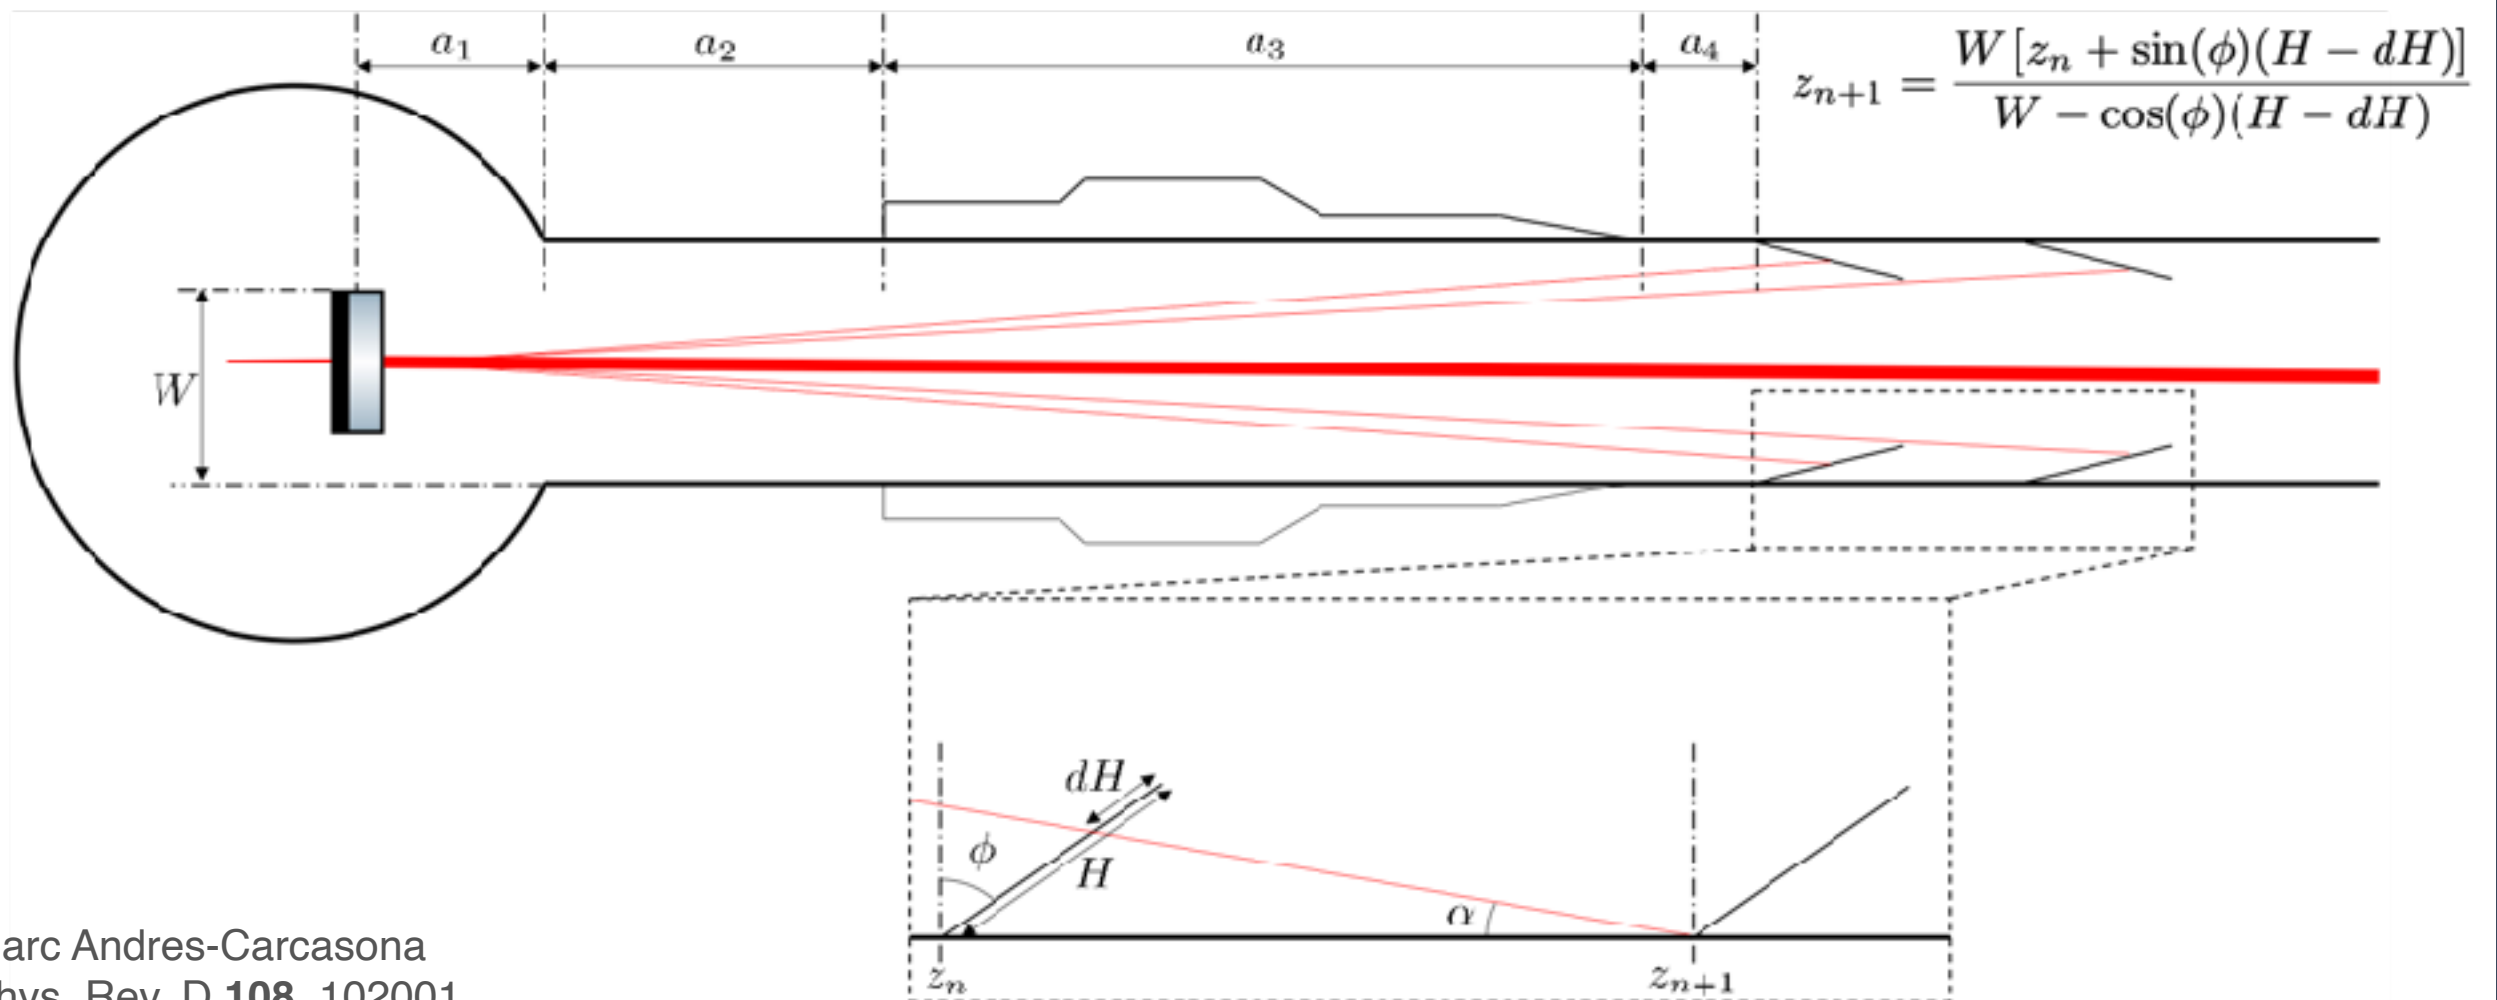 a₁ a₂ a₃ a₄
zₙ₊₁ = W [zₙ + sin(ϕ)(H − dH)] / W − cos(ϕ)(H − dH)
W
dH
ϕ
H
α
zₙ zₙ₊₁
arc Andres-Carcasona
hys. Rev. D 108, 102001